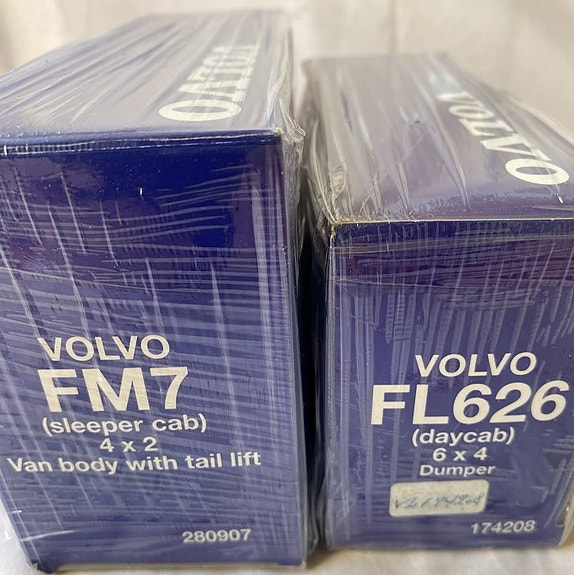 VOLVO
VOLVO
VOLVO
FM7
(sleeper cab)
4 x 2
Van body with tail lift
280907
VOLVO
FL626
(daycab)
6 x 4
Dumper
174208